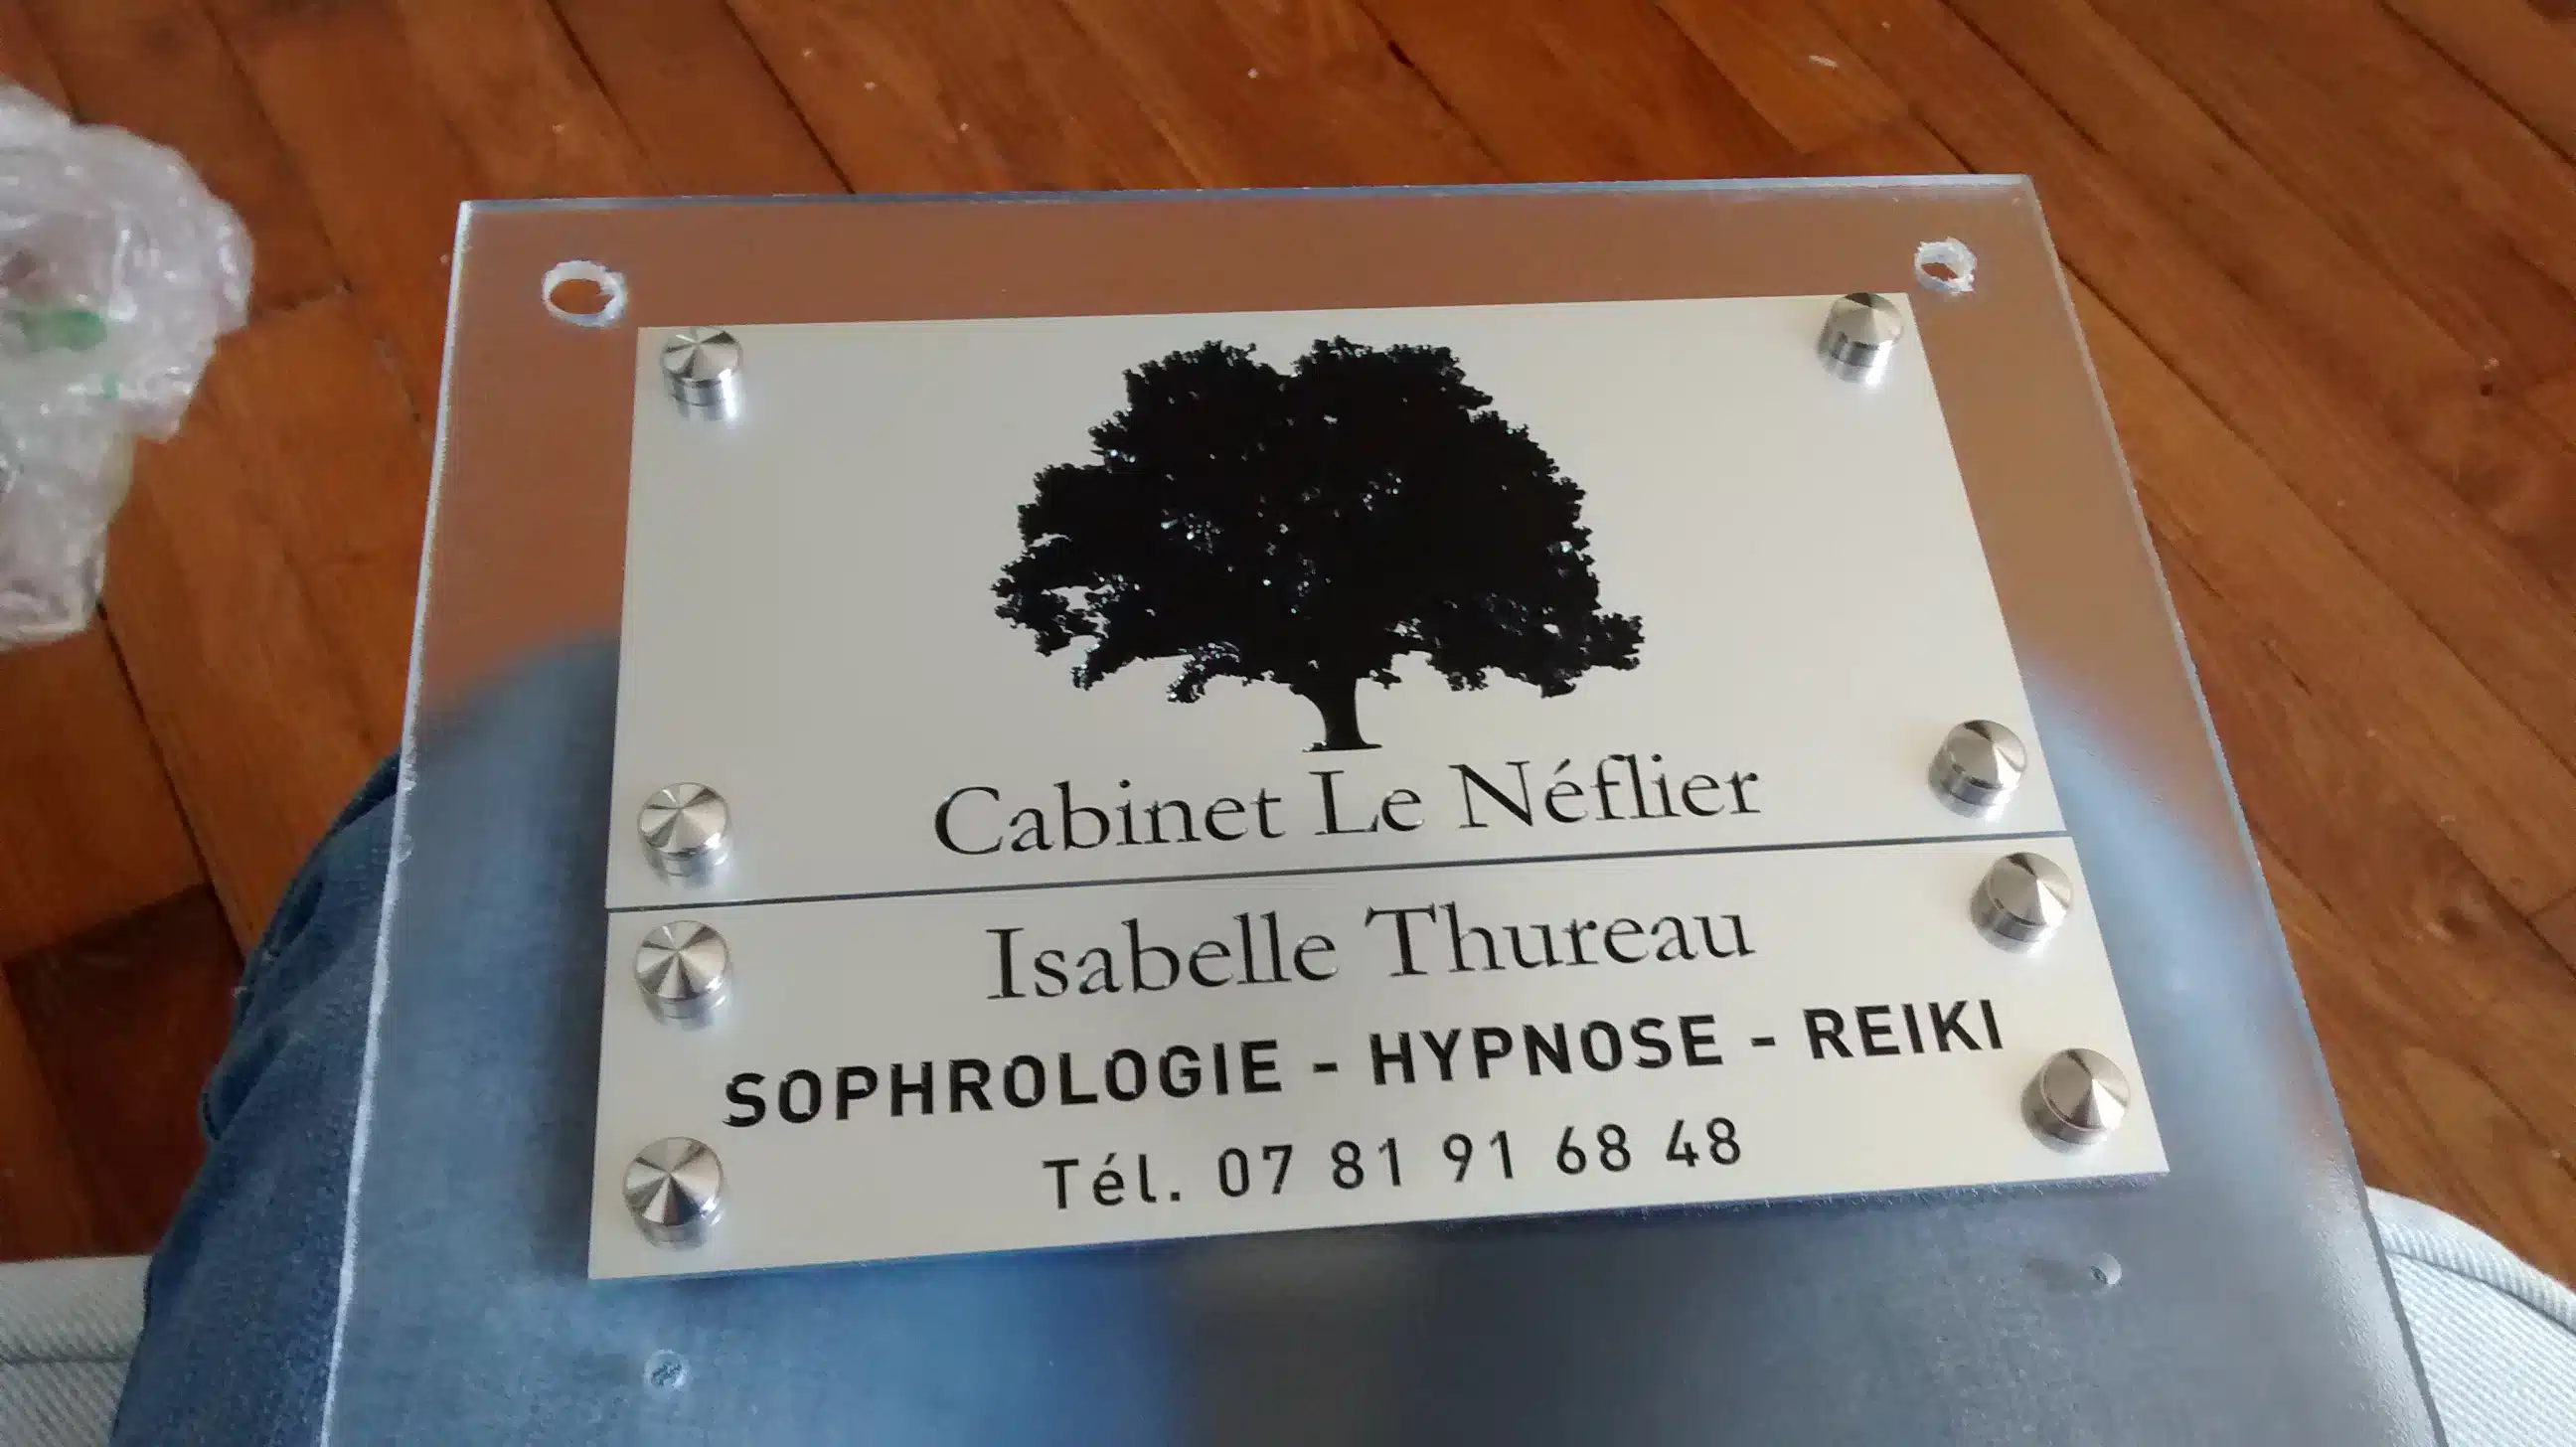 Cabinet Le Néflier
Isabelle Thureau
SOPHROLOGIE - HYPNOSE - REIKI
Tél. 07 81 91 68 48